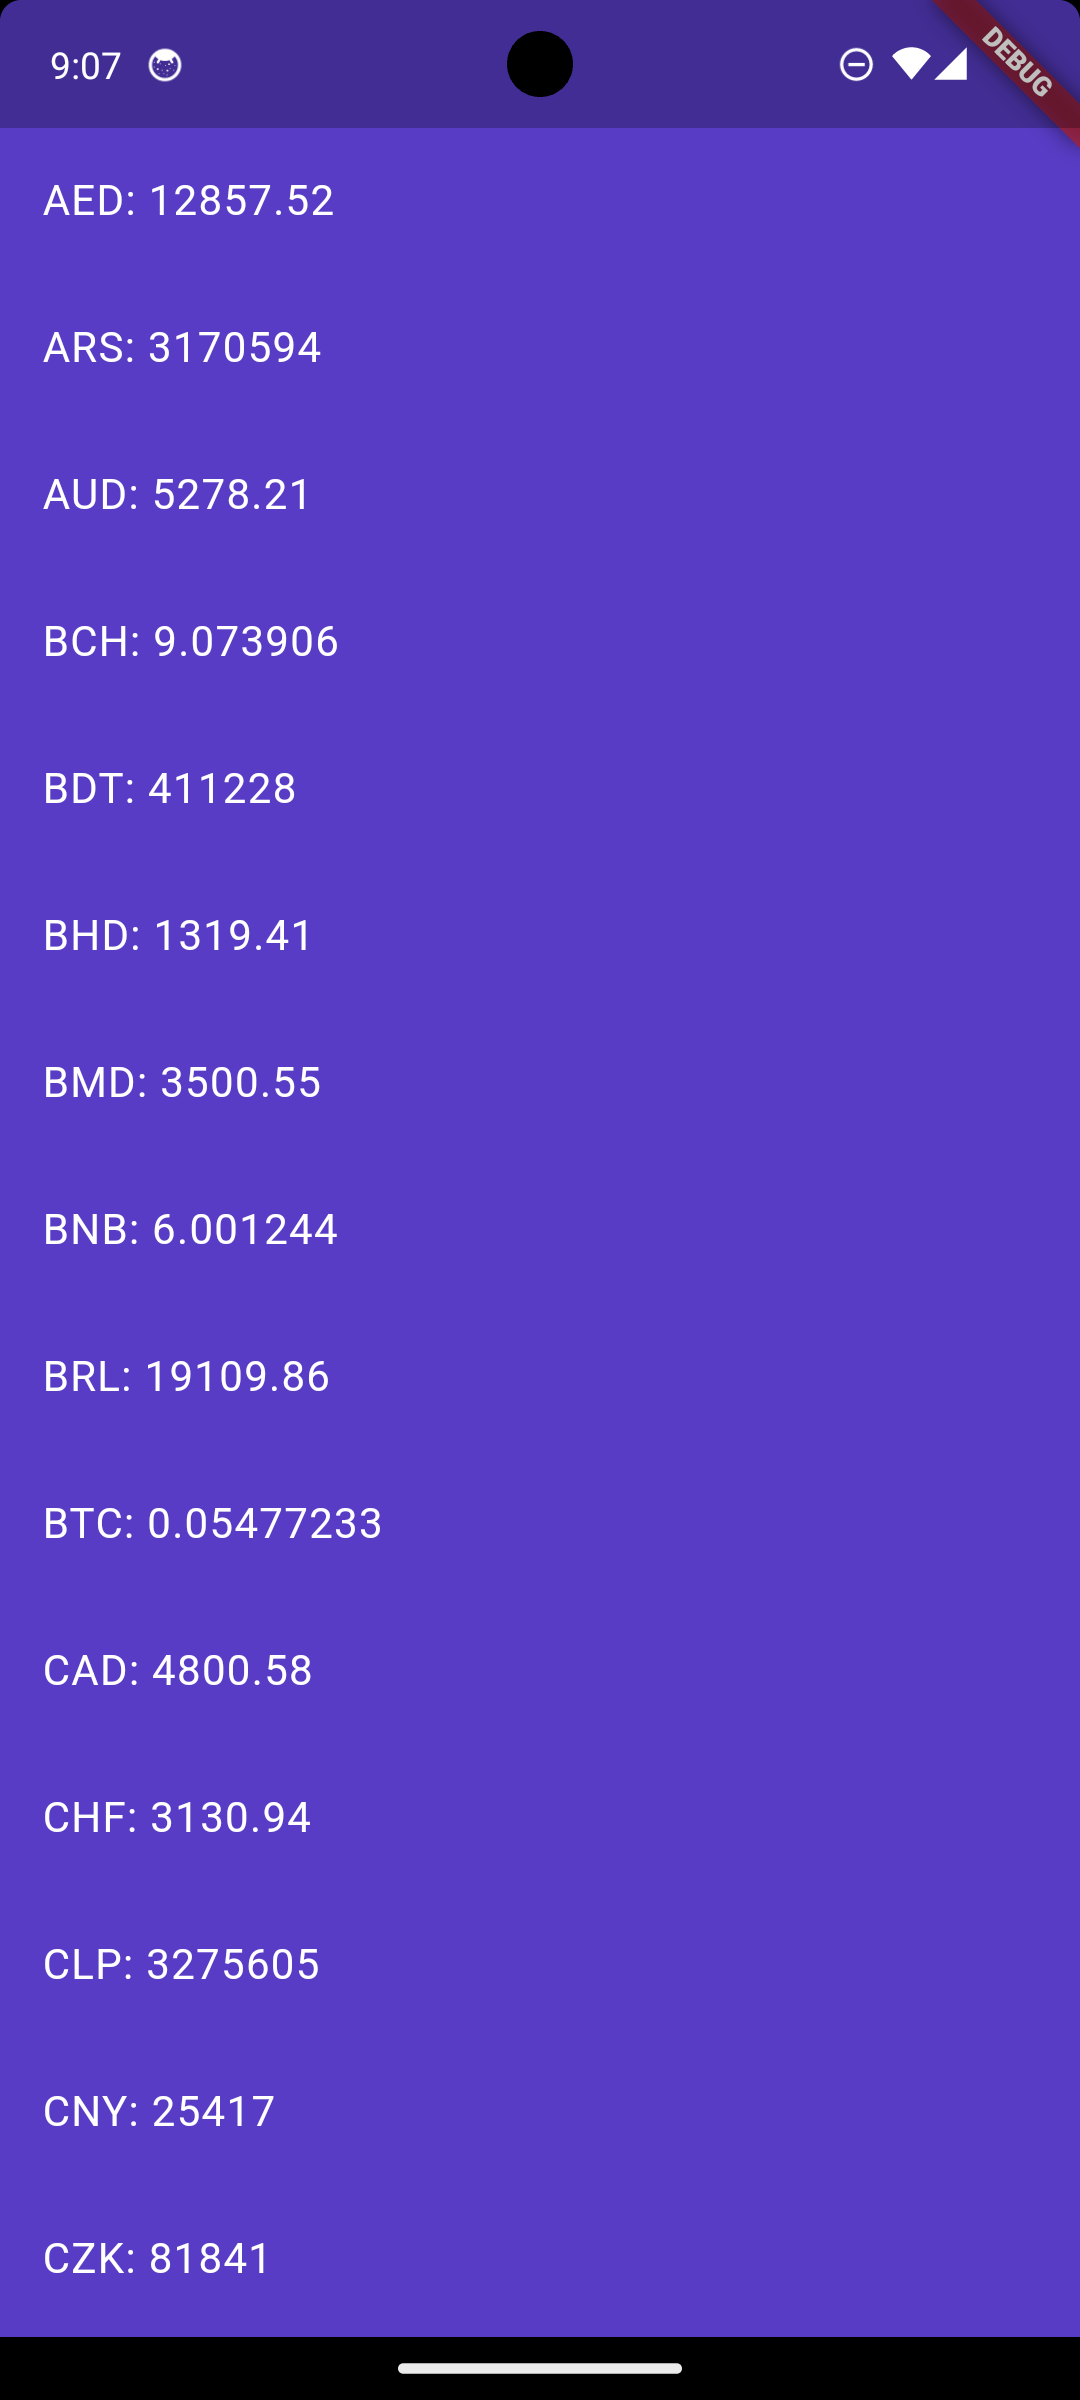 9:07
DEBUG
AED: 12857.52
ARS: 3170594
AUD: 5278.21
BCH: 9.073906
BDT: 411228
BHD: 1319.41
BMD: 3500.55
BNB: 6.001244
BRL: 19109.86
BTC: 0.05477233
CAD: 4800.58
CHF: 3130.94
CLP: 3275605
CNY: 25417
CZK: 81841